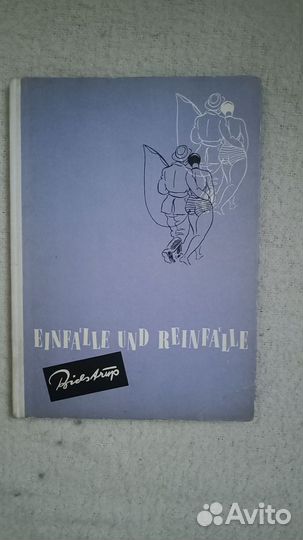 EINFÄLLE UND REINFÄLLE
Bidstrup
Avito